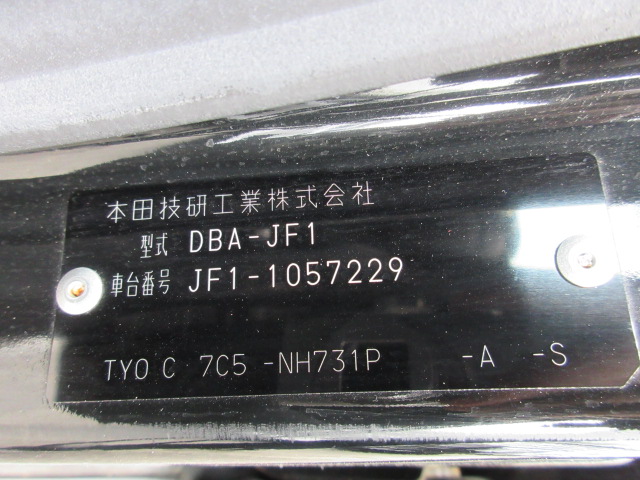 本田技研工業株式会社
型式 DBA-JF1
車台番号 JF1-1057229
TYO C 7C5 -NH731P -A -S